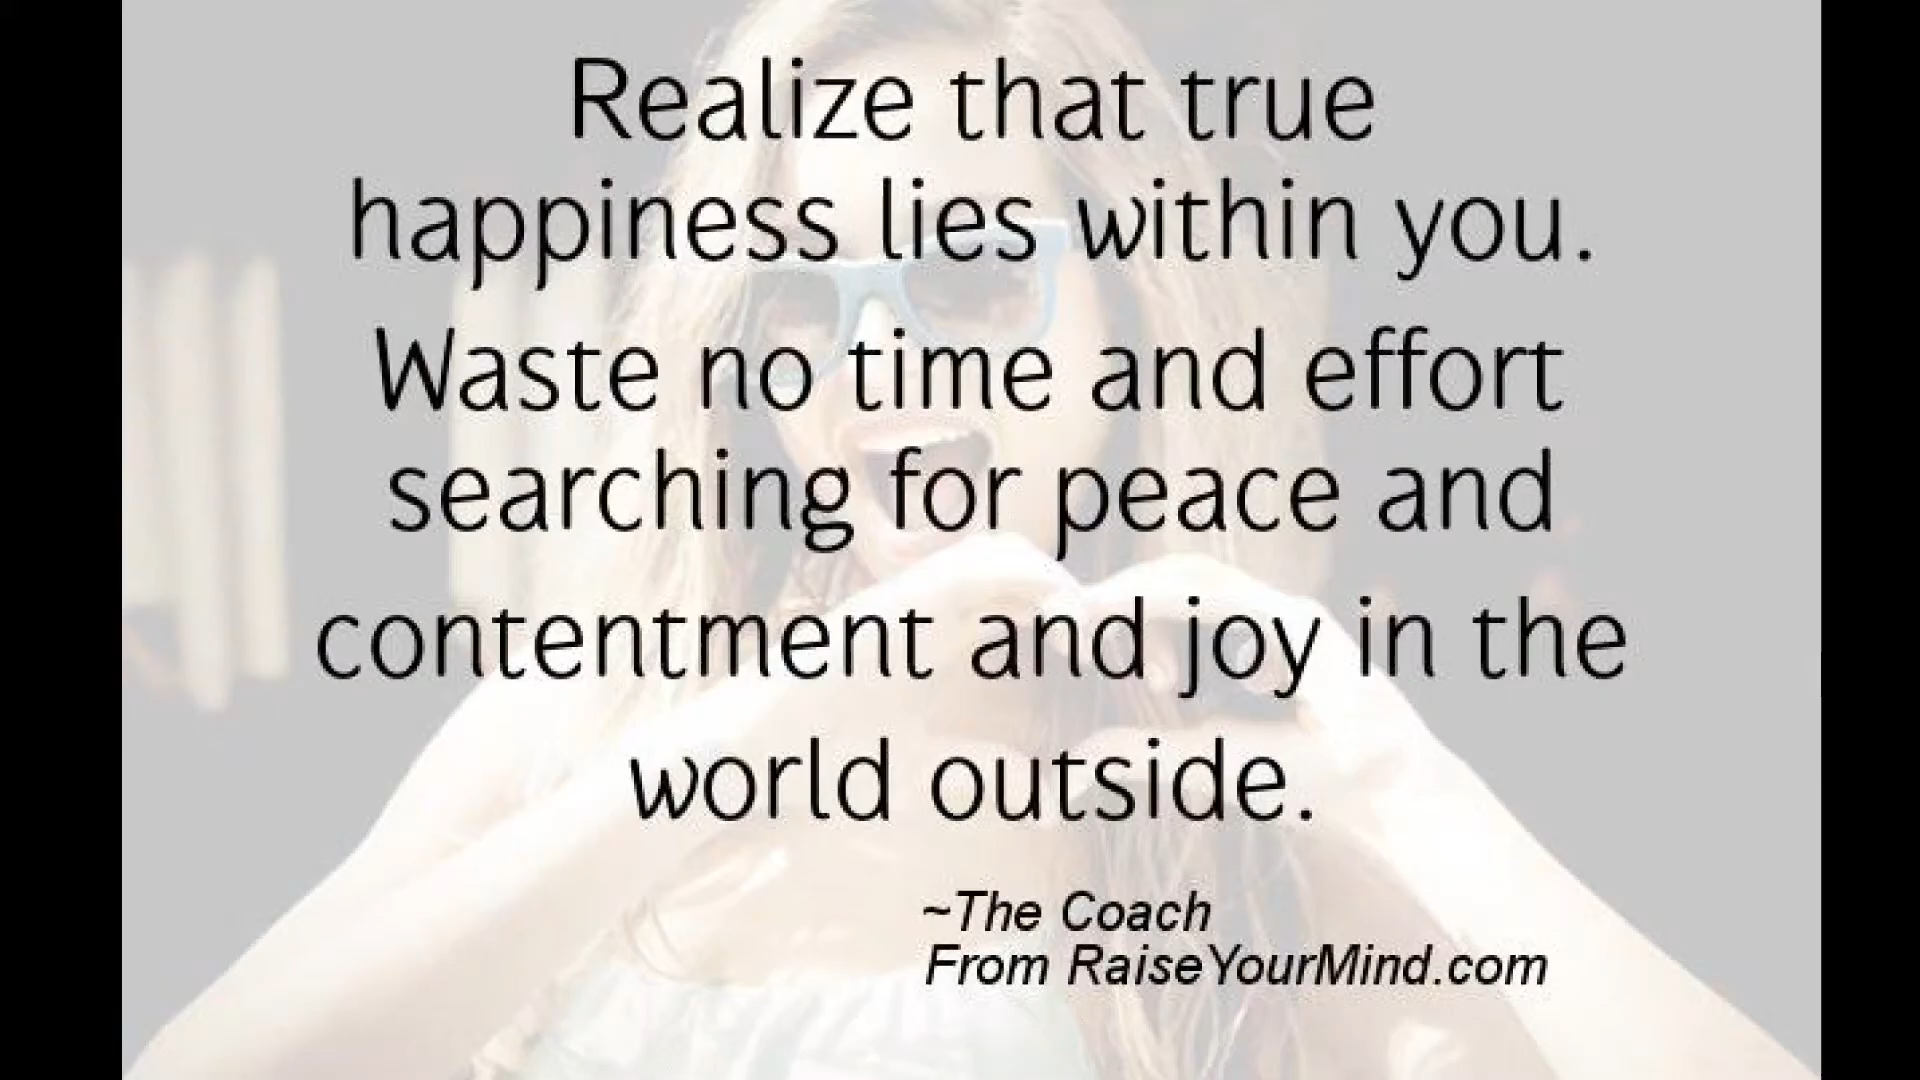 Realize that true
happiness lies within you.
Waste no time and effort
searching for peace and
contentment and joy in the
world outside.
~The Coach
From RaiseYourMind.com